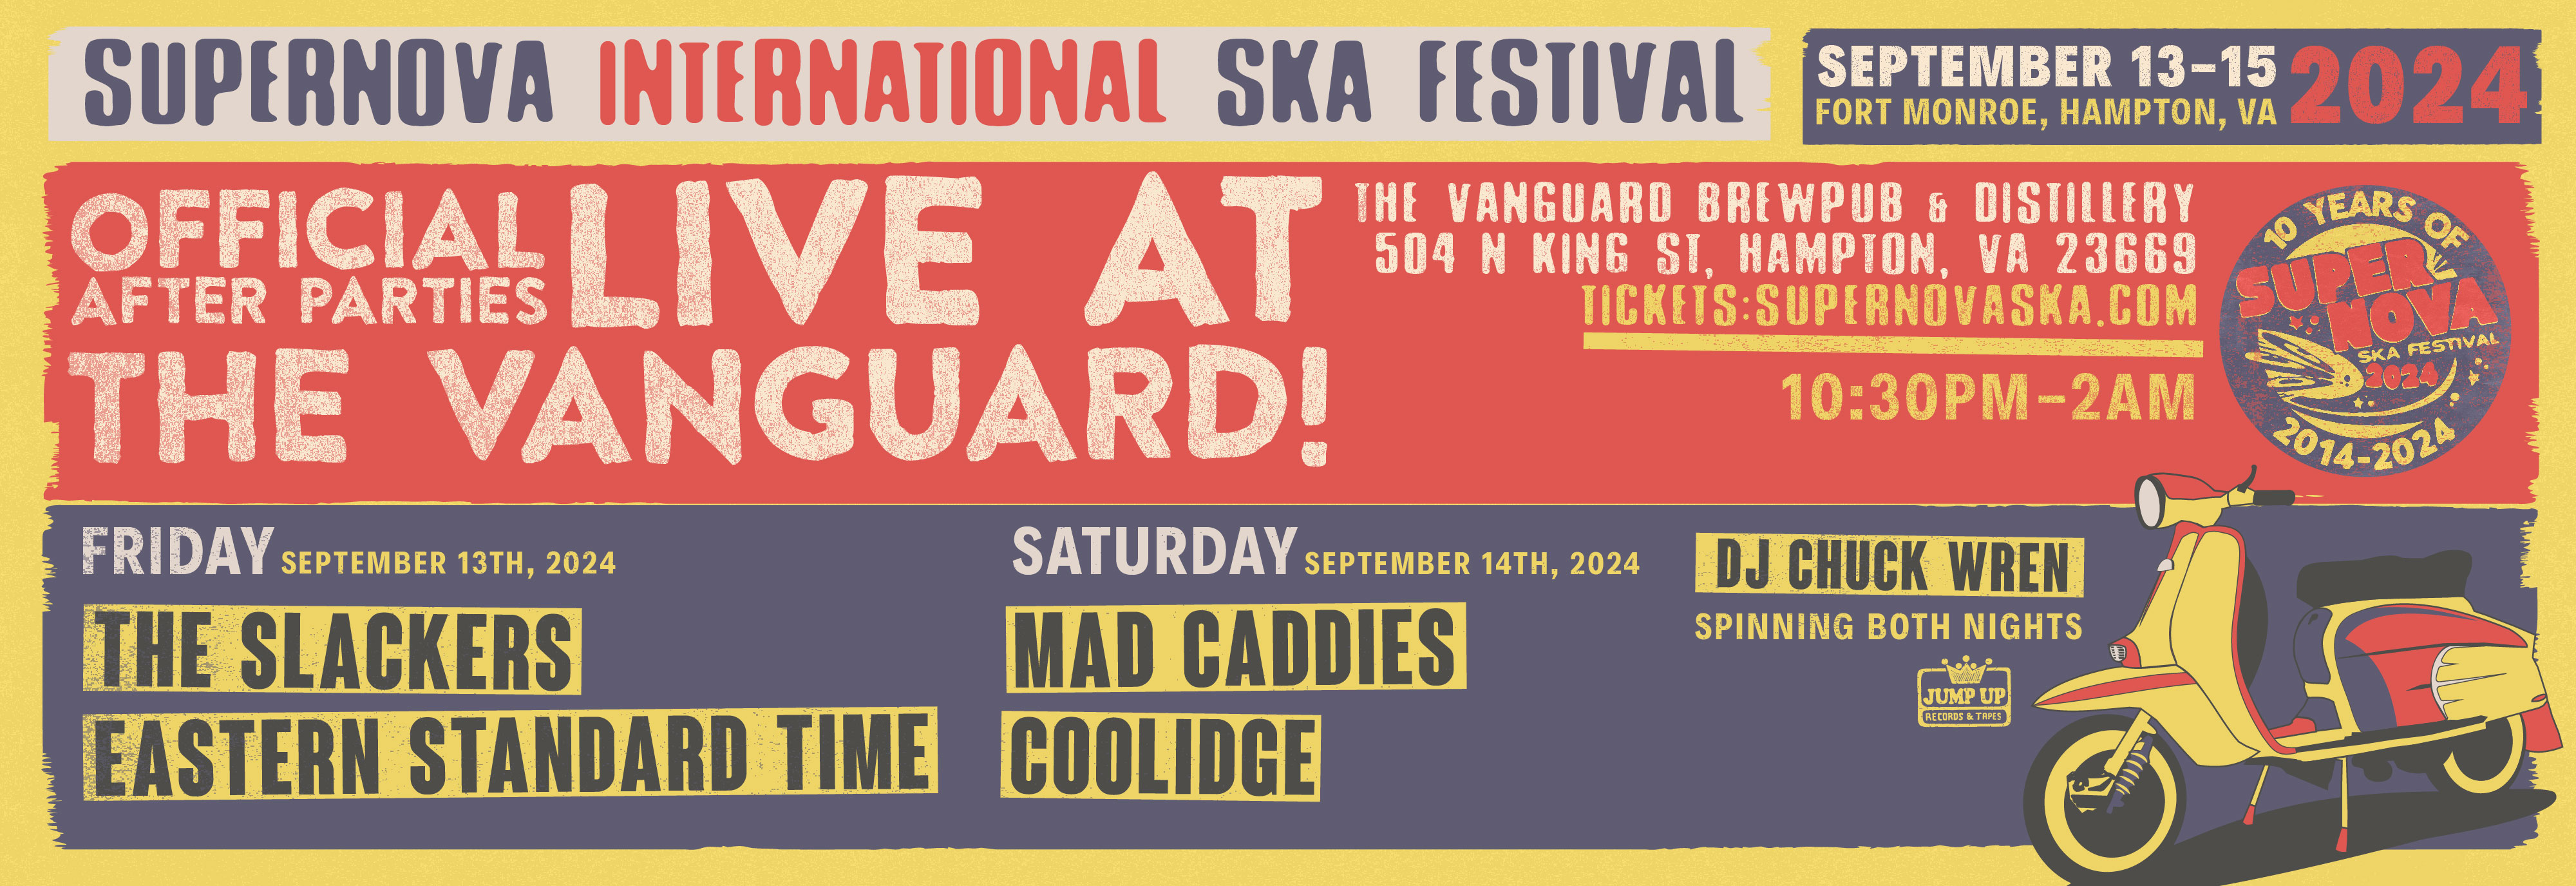 SUPERNOVA INTERNATIONAL SKA FESTIVAL
SEPTEMBER 13-15 2024
FORT MONROE, HAMPTON, VA
OFFICIAL
AFTER PARTIES
LIVE AT
THE VANGUARD!
THE VANGUARD BREWPUB & DISTILLERY
504 N KING ST, HAMPTON, VA 23669
TICKETS:SUPERNOVASKA.COM
10:30PM-2AM
10 YEARS OF
SUPER
NOVA
SKA FESTIVAL
2024
2014-2024
FRIDAY SEPTEMBER 13TH, 2024
THE SLACKERS
EASTERN STANDARD TIME
SATURDAY SEPTEMBER 14TH, 2024
MAD CADDIES
COOLIDGE
DJ CHUCK WREN
SPINNING BOTH NIGHTS
JUMP UP
RECORDS & TAPES